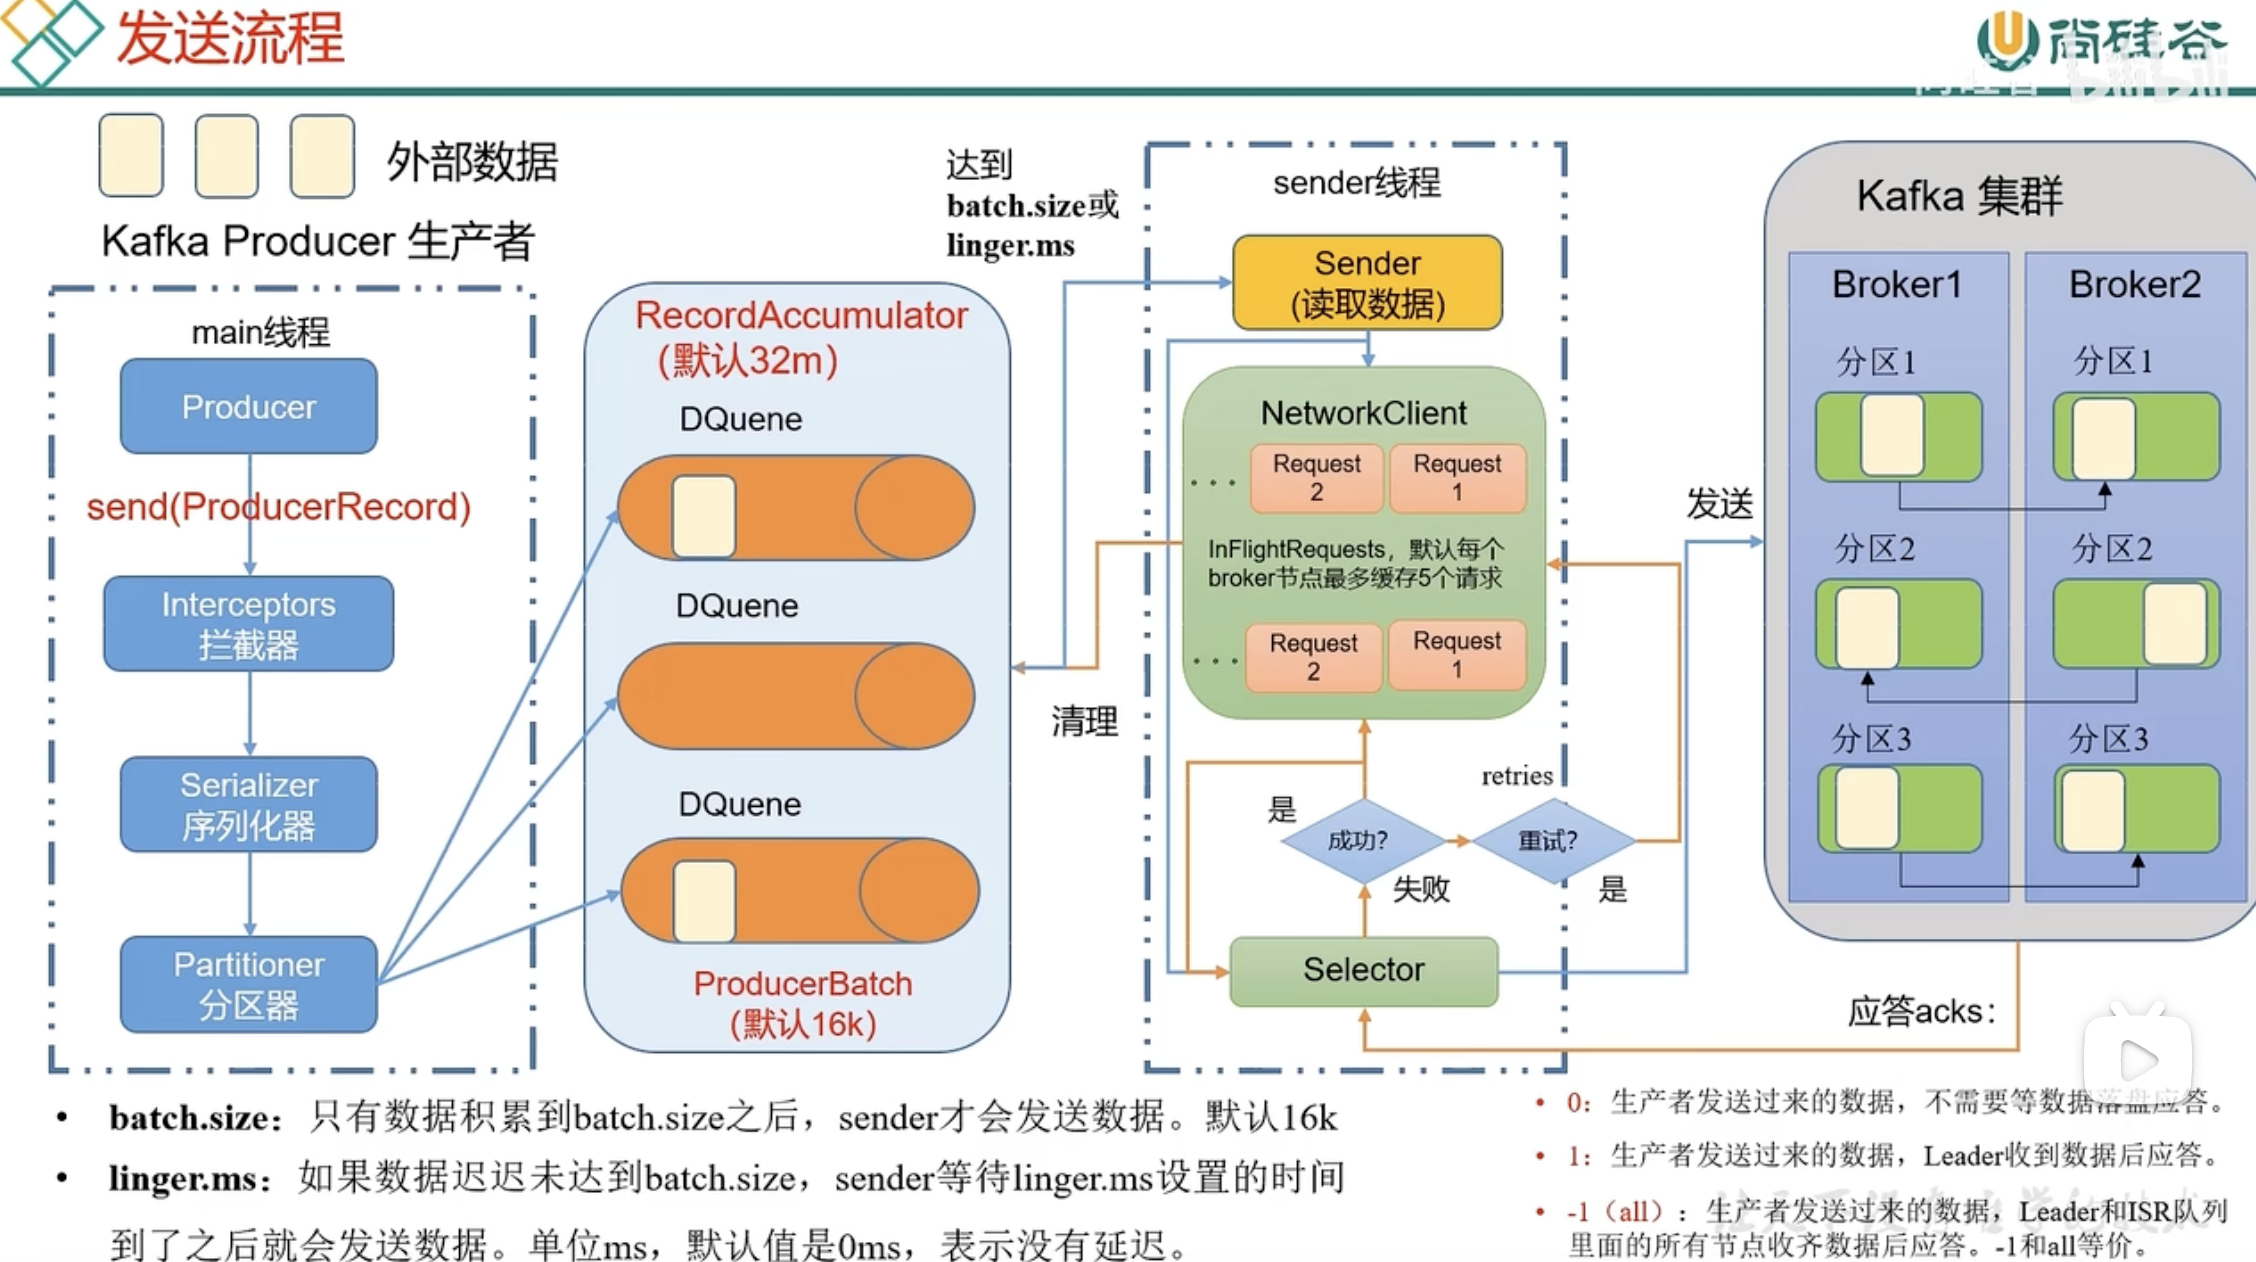 发送流程
尚硅谷
bilibili
外部数据
Kafka Producer 生产者
main线程
Producer
send(ProducerRecord)
Interceptors
拦截器
Serializer
序列化器
Partitioner
分区器
RecordAccumulator
(默认32m)
DQuene
DQuene
DQuene
ProducerBatch
(默认16k)
达到
batch.size或
linger.ms
清理
sender线程
Sender
(读取数据)
NetworkClient
Request
2
Request
1
InFlightRequests，默认每个
broker节点最多缓存5个请求
Request
2
Request
1
retries
是
成功?
重试?
失败
是
Selector
发送
Kafka 集群
Broker1
Broker2
分区1
分区1
分区2
分区2
分区3
分区3
应答acks：
• batch.size：只有数据积累到batch.size之后，sender才会发送数据。默认16k
• linger.ms：如果数据迟迟未达到batch.size，sender等待linger.ms设置的时间
到了之后就会发送数据。单位ms，默认值是0ms，表示没有延迟。
• 0：生产者发送过来的数据，不需要等数据落盘应答。
• 1：生产者发送过来的数据，Leader收到数据后应答。
• -1（all）：生产者发送过来的数据，Leader和ISR队列
里面的所有节点收齐数据后应答。-1和all等价。